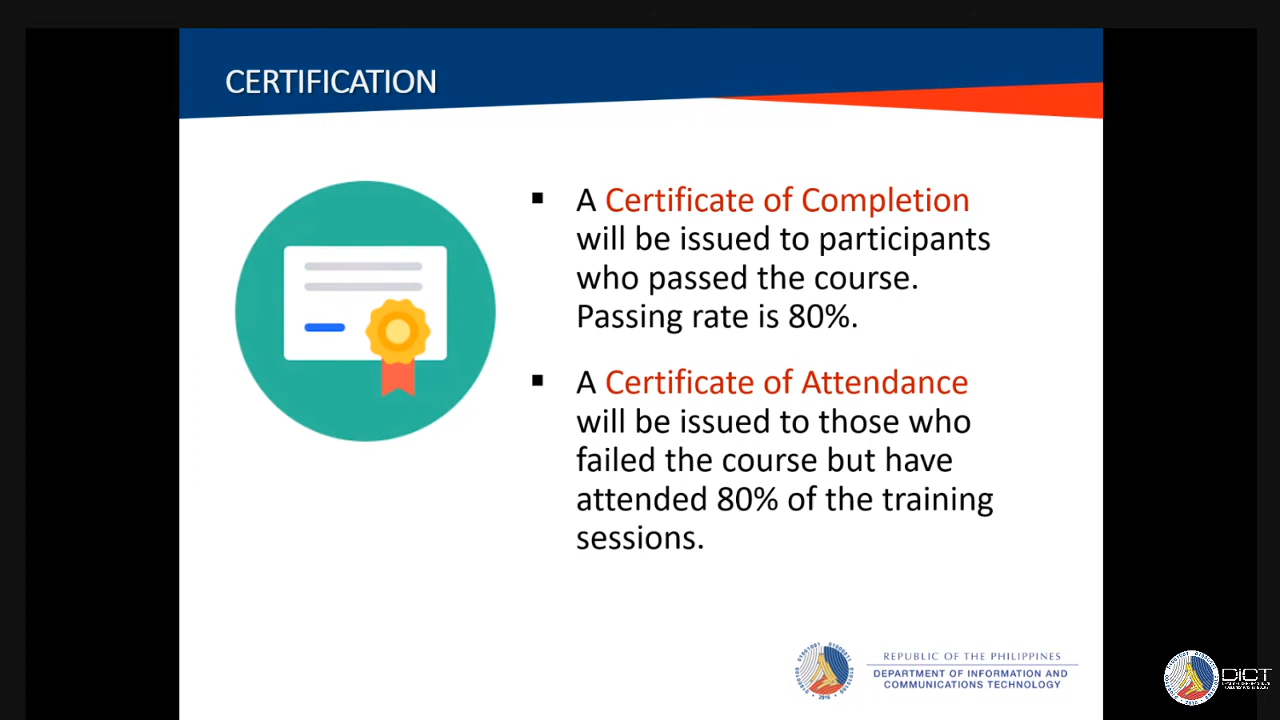 CERTIFICATION
▪ A Certificate of Completion
will be issued to participants
who passed the course.
Passing rate is 80%.
▪ A Certificate of Attendance
will be issued to those who
failed the course but have
attended 80% of the training
sessions.
REPUBLIC OF THE PHILIPPINES
DEPARTMENT OF INFORMATION AND
COMMUNICATIONS TECHNOLOGY
2016
DICT